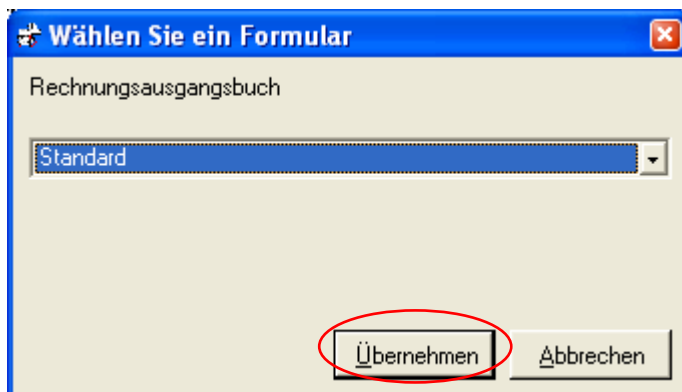 Wählen Sie ein Formular
Rechnungsausgangsbuch
Standard
Übernehmen Abbrechen